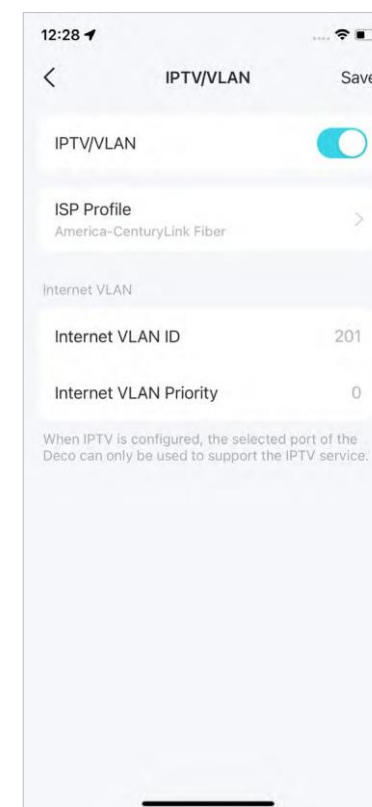 12:28
IPTV/VLAN
Save
IPTV/VLAN
ISP Profile
America-CenturyLink Fiber
Internet VLAN
Internet VLAN ID 201
Internet VLAN Priority 0
When IPTV is configured, the selected port of the
Deco can only be used to support the IPTV service.